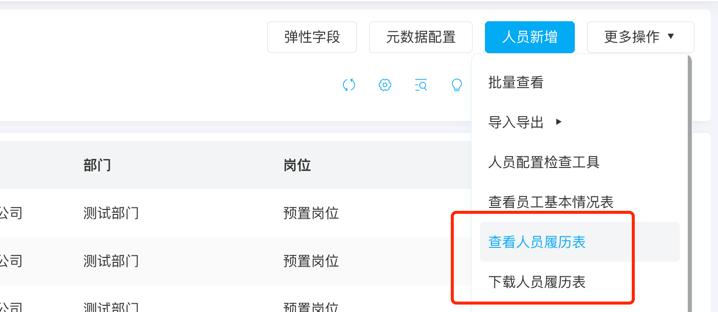 弹性字段 元数据配置 人员新增 更多操作
批量查看
导入导出
人员配置检查工具
查看员工基本情况表
查看人员履历表
下载人员履历表
部门 岗位
公司 测试部门 预置岗位
公司 测试部门 预置岗位
公司 测试部门 预置岗位